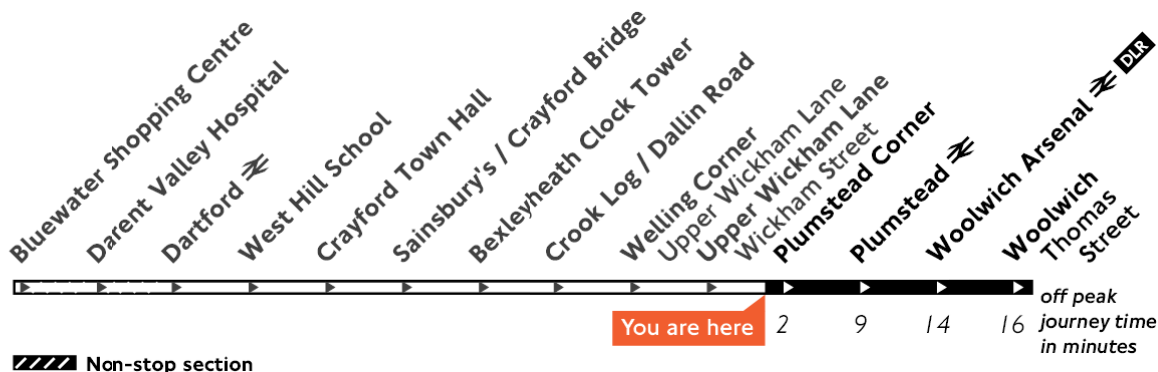 Bluewater Shopping Centre
Darent Valley Hospital
Dartford
West Hill School
Crayford Town Hall
Sainsbury's / Crayford Bridge
Bexleyheath Clock Tower
Crook Log / Dallin Road
Welling Corner
Upper Wickham Lane
Upper Wickham Lane
Wickham Street
Plumstead Corner
Plumstead
Woolwich Arsenal DLR
Woolwich
Thomas
Street
You are here
2 9 14 16
off peak
journey time
in minutes
Non-stop section